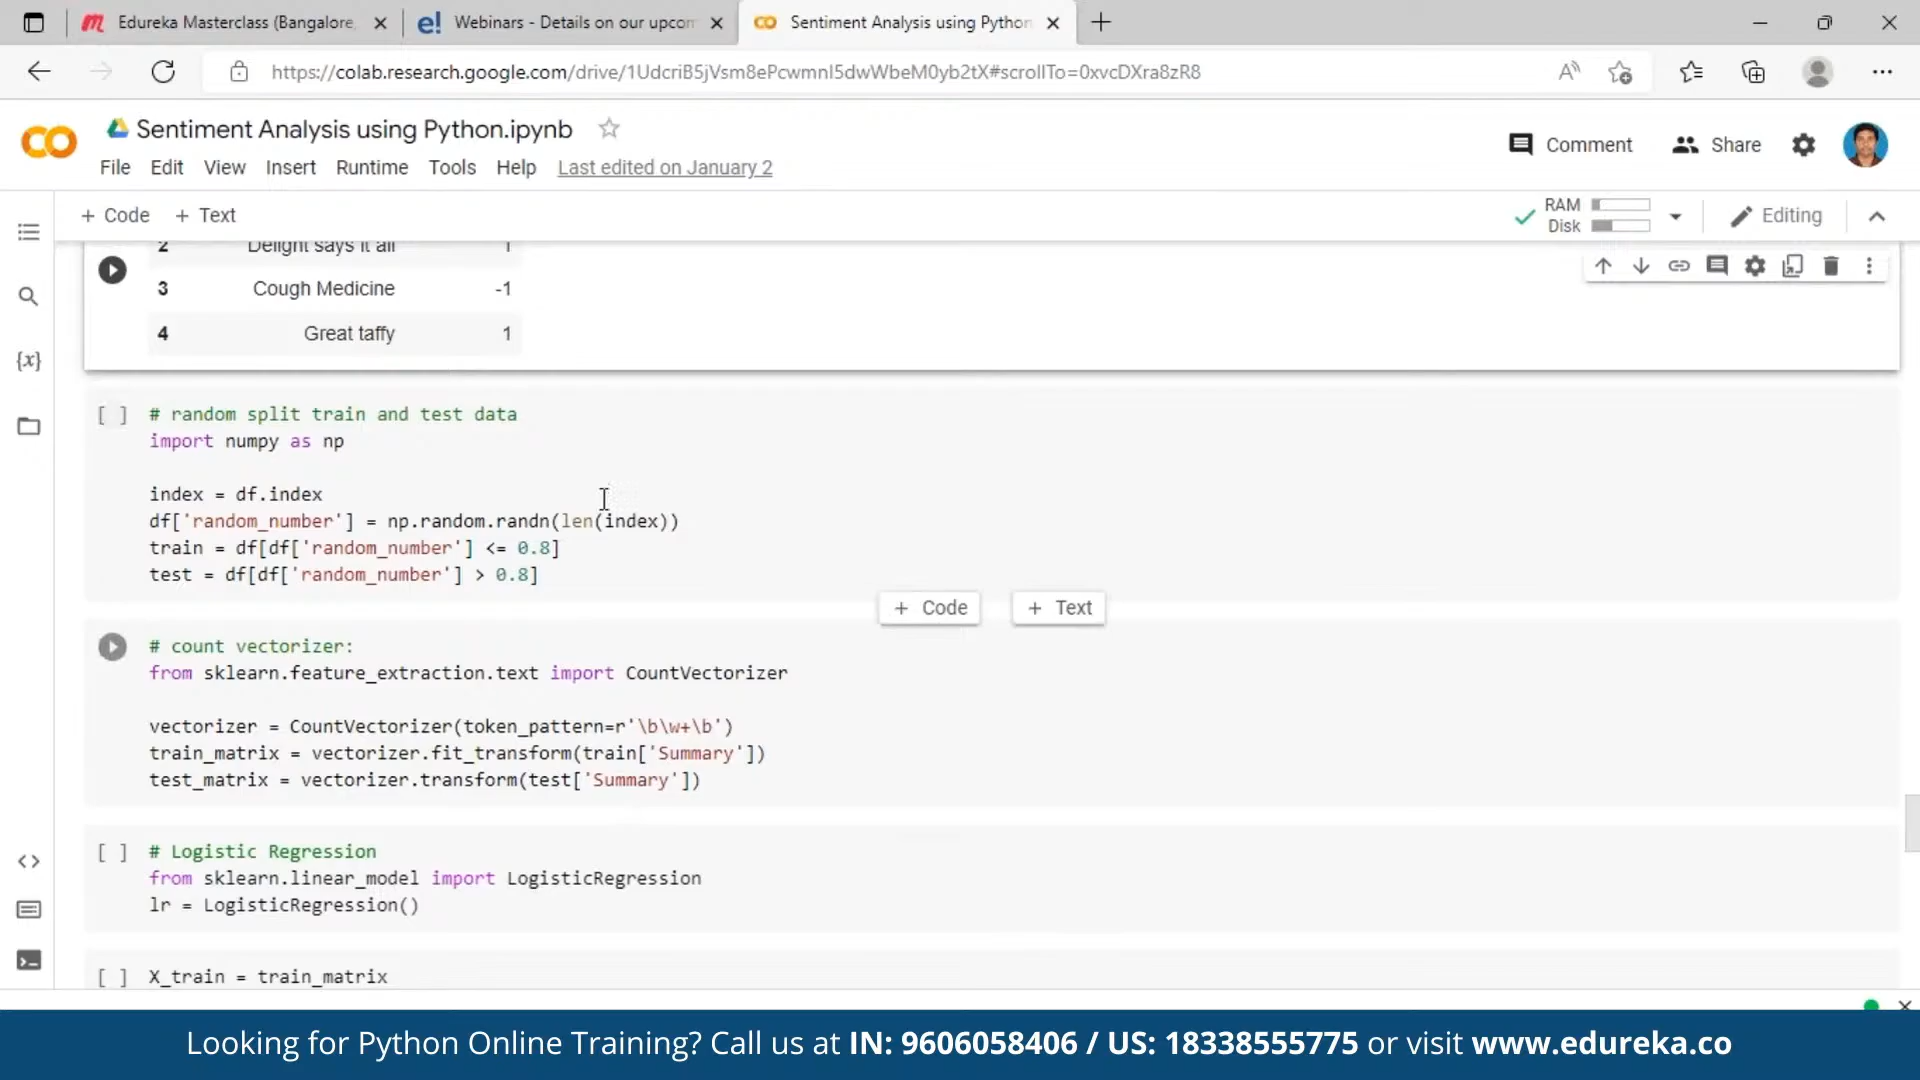 Edureka Masterclass (Bangalore,
Webinars - Details on our upcom
Sentiment Analysis using Python
https://colab.research.google.com/drive/1UdcriB5jVsm8ePcwmnI5dwWbeM0yb2tX#scrollTo=0xvcDXra8zR8
Sentiment Analysis using Python.ipynb
Comment Share
File Edit View Insert Runtime Tools Help Last edited on January 2
+ Code + Text
RAM
Disk
Editing
2 Delight says it all 1
3 Cough Medicine -1
4 Great taffy 1
[ ] # random split train and test data
import numpy as np
index = df.index
df['random_number'] = np.random.randn(len(index))
train = df[df['random_number'] <= 0.8]
test = df[df['random_number'] > 0.8]
+ Code + Text
# count vectorizer:
from sklearn.feature_extraction.text import CountVectorizer
vectorizer = CountVectorizer(token_pattern=r'\b\w+\b')
train_matrix = vectorizer.fit_transform(train['Summary'])
test_matrix = vectorizer.transform(test['Summary'])
[ ] # Logistic Regression
from sklearn.linear_model import LogisticRegression
lr = LogisticRegression()
[ ] X_train = train_matrix
Looking for Python Online Training? Call us at IN: 9606058406 / US: 18338555775 or visit www.edureka.co